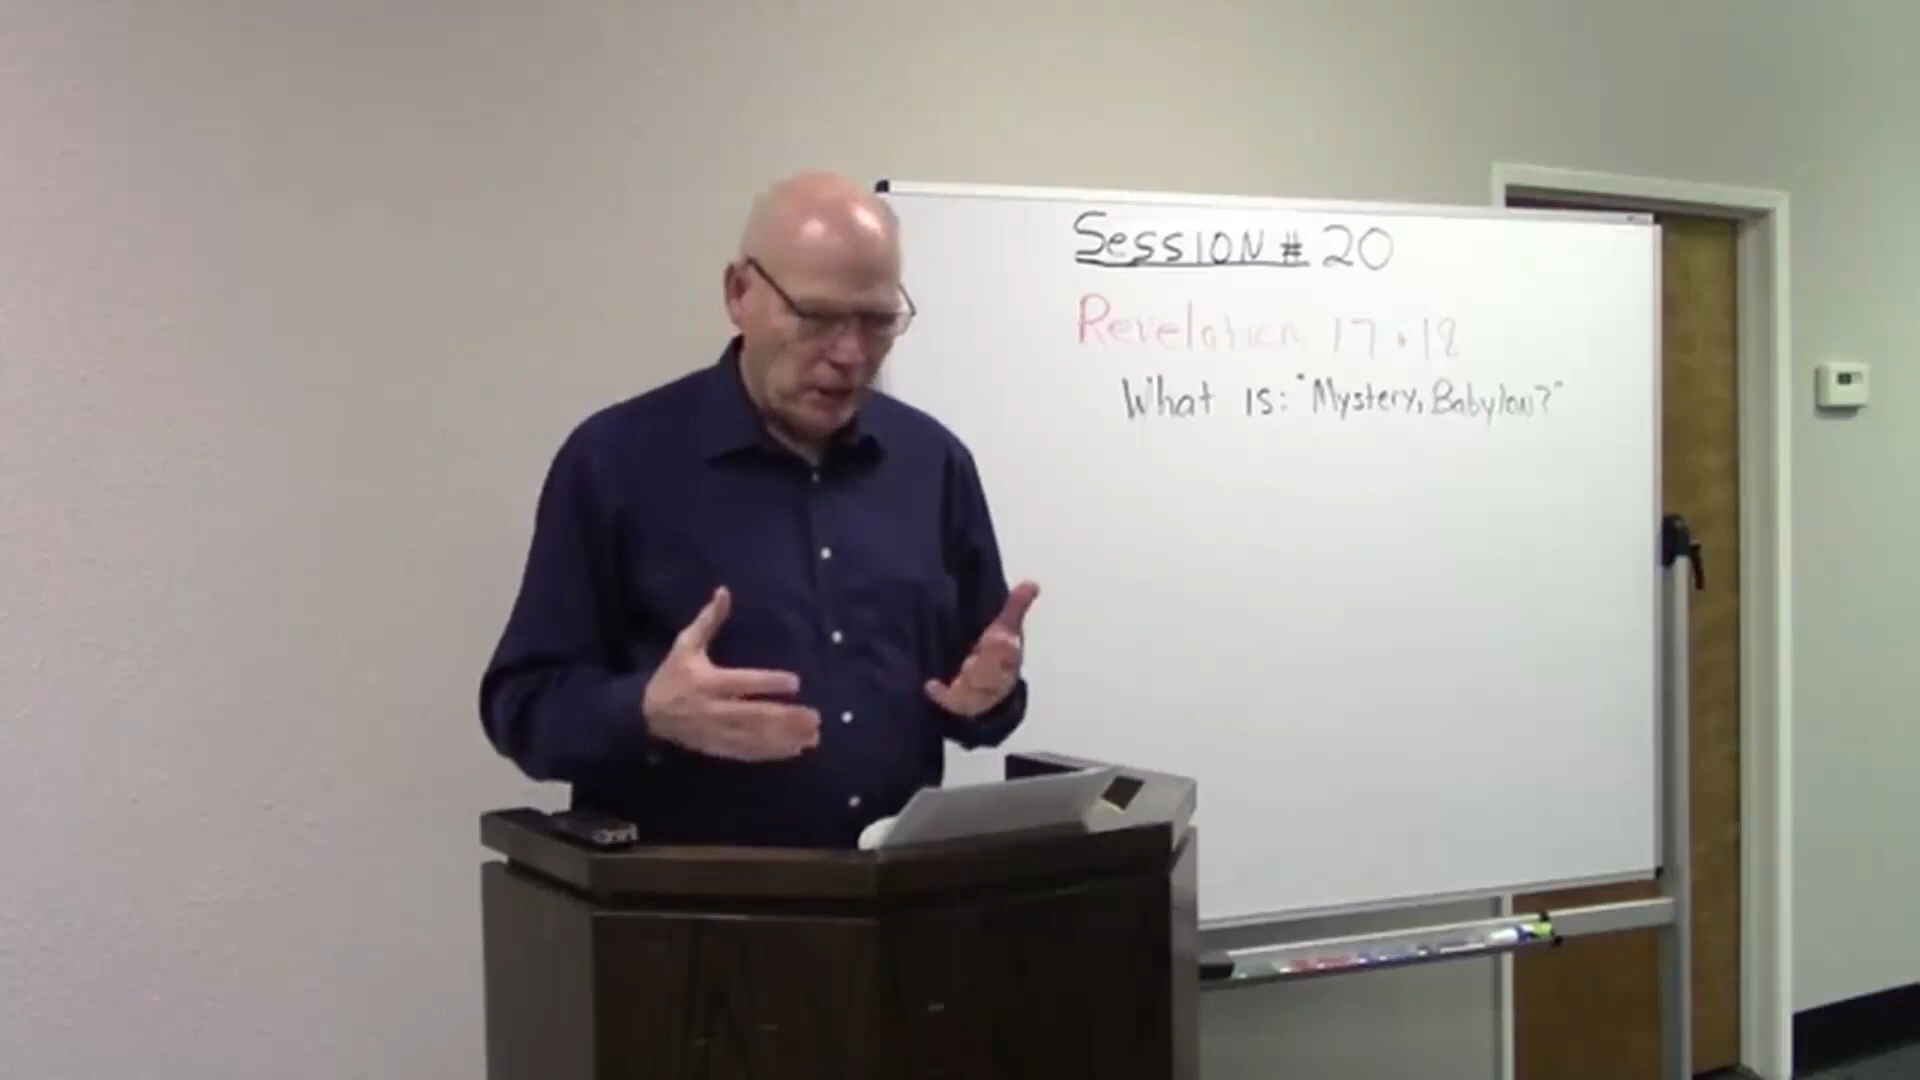 Session # 20
Revelation 17 + 18
What is: "Mystery, Babylon?"